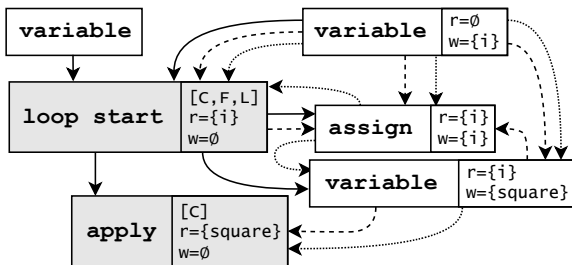 variable
variable
r=∅
w={i}
loop start
[C,F,L]
r={i}
w=∅
assign
r={i}
w={i}
variable
r={i}
w={square}
apply
[C]
r={square}
w=∅